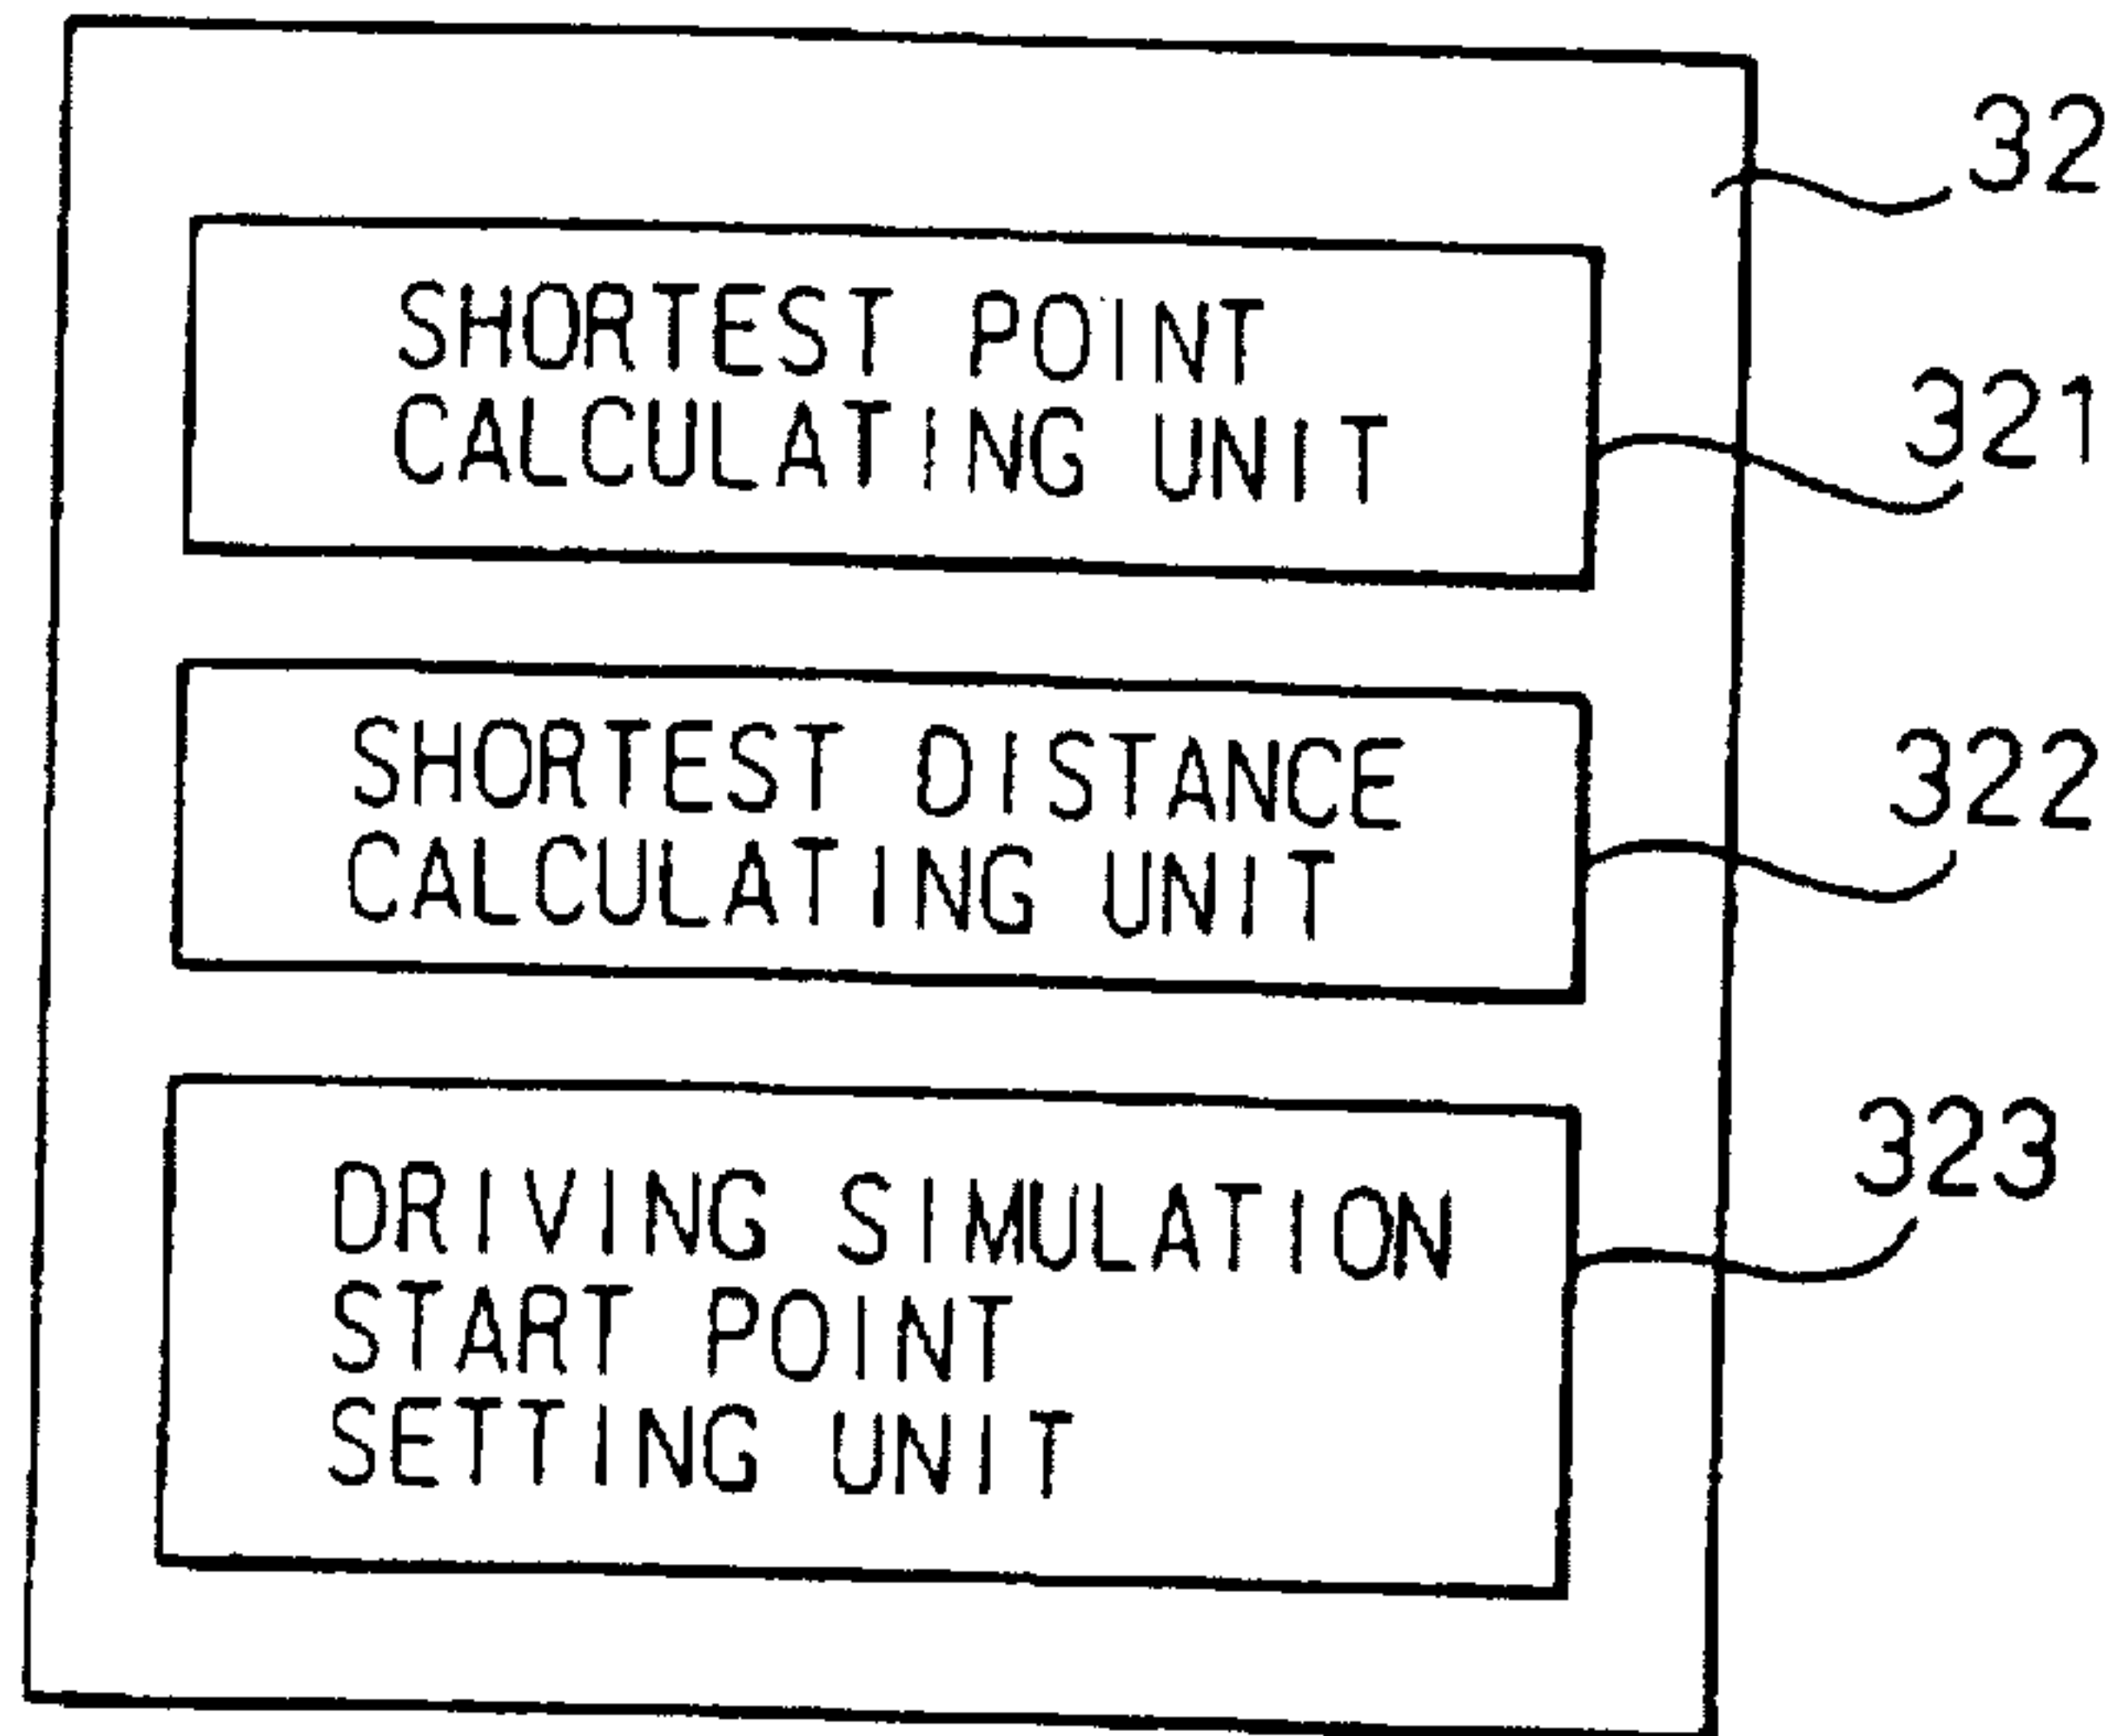 32
SHORTEST POINT
CALCULATING UNIT
321
SHORTEST DISTANCE
CALCULATING UNIT
322
DRIVING SIMULATION
START POINT
SETTING UNIT
323